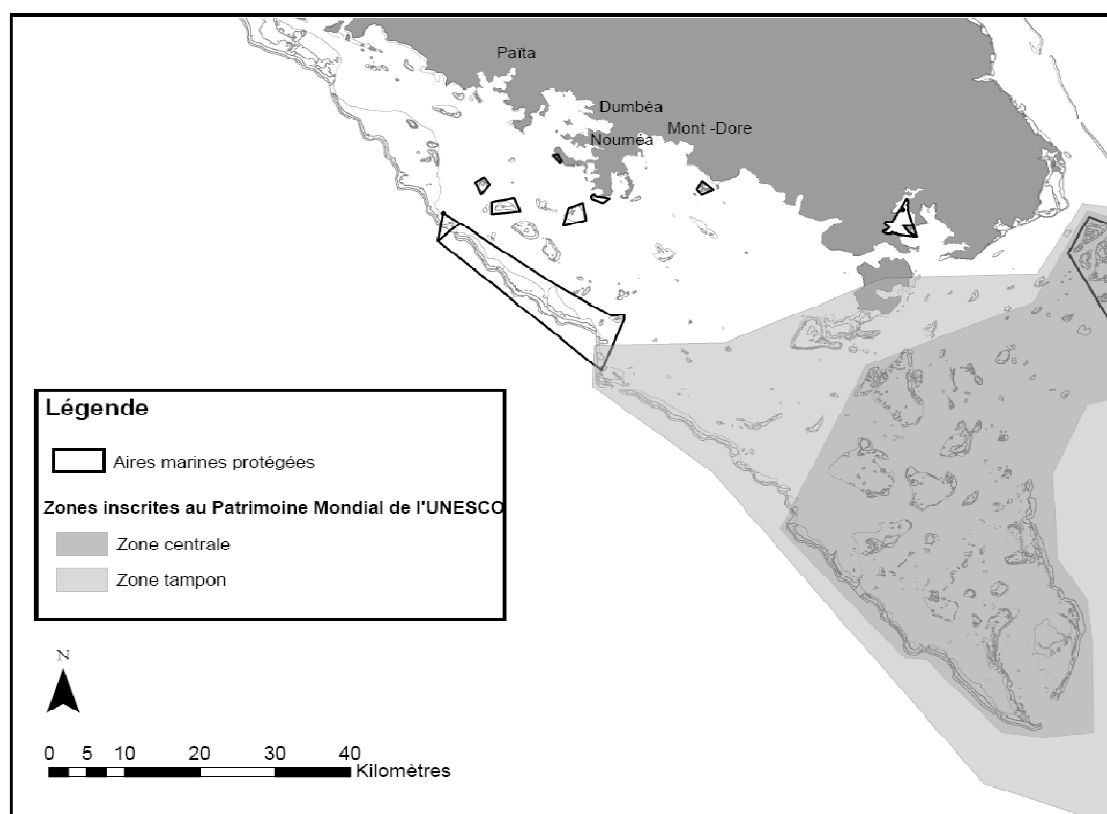 Païta
Dumbéa
Mont -Dore
Nouméa
Légende
Aires marines protégées
Zones inscrites au Patrimoine Mondial de l'UNESCO
Zone centrale
Zone tampon
N
0 5 10 20 30 40
Kilomètres